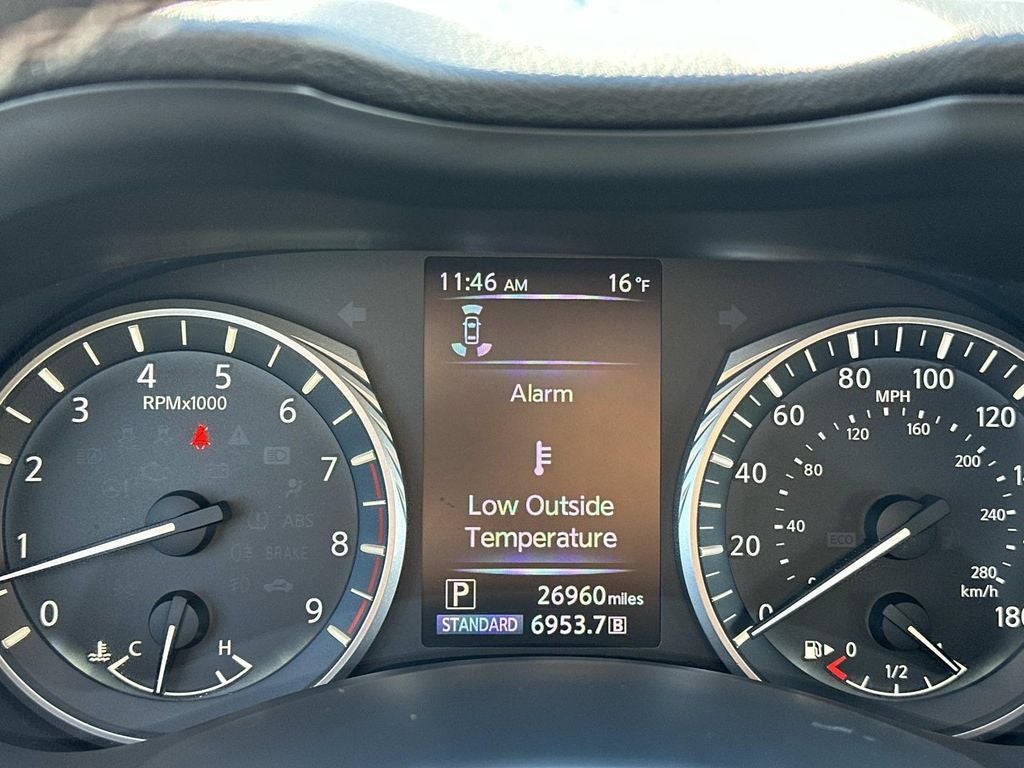 11:46 AM 16°F
Alarm
Low Outside
Temperature
P 26960 miles
STANDARD 6953.7 B
0 1 2 3 4 5 6 7 8 9
RPMx1000
ABS
BRAKE
C H
0 20 40 60 80 100 120 180
MPH
0 40 80 120 160 200 240 280
km/h
ECO
0 1/2